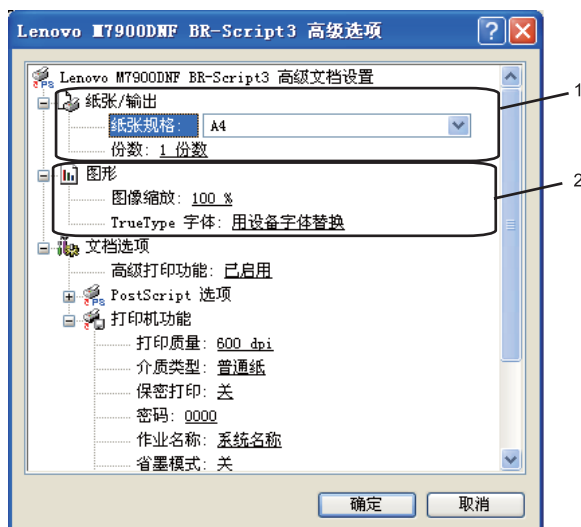 Lenovo M7900DNF BR-Script3 高级选项
Lenovo M7900DNF BR-Script3 高级文档设置
纸张/输出
纸张规格: A4
份数: 1 份数
1
图形
图像缩放: 100 %
TrueType 字体: 用设备字体替换
2
文档选项
高级打印功能: 已启用
PostScript 选项
打印机功能
打印质量: 600 dpi
介质类型: 普通纸
保密打印: 关
密码: 0000
作业名称: 系统名称
省墨模式: 关
确定 取消